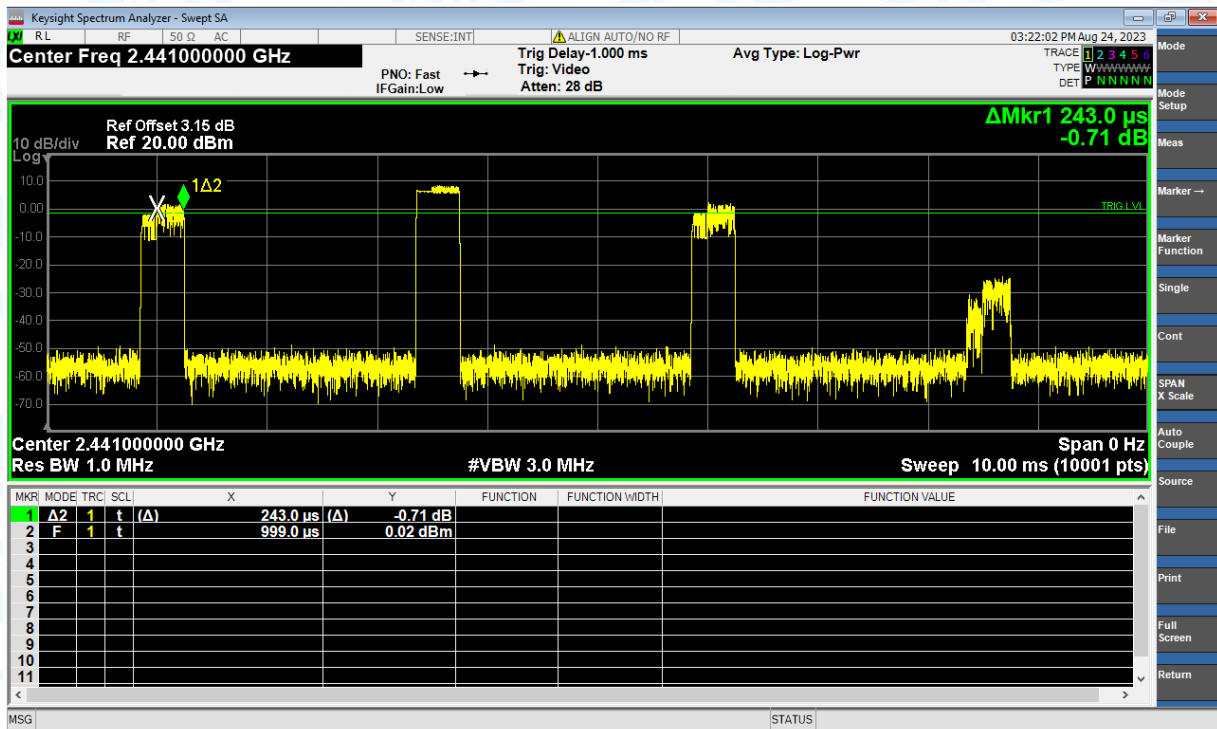 Keysight Spectrum Analyzer - Swept SA
LXI RL RF 50 Ω AC SENSE:INT ALIGN AUTO/NO RF 03:22:02 PM Aug 24, 2023
Center Freq 2.441000000 GHz
PNO: Fast
IFGain:Low
Trig Delay-1.000 ms
Trig: Video
Atten: 28 dB
Avg Type: Log-Pwr
TRACE 1 2 3 4 5 6
TYPE WWWWWWW
DET P N N N N N
Ref Offset 3.15 dB
10 dB/div Ref 20.00 dBm
Log
ΔMkr1 243.0 µs
-0.71 dB
10.0
0.00
-10.0
-20.0
-30.0
-40.0
-50.0
-60.0
-70.0
1Δ2
X
TRIG LVL
Center 2.441000000 GHz Span 0 Hz
Res BW 1.0 MHz #VBW 3.0 MHz Sweep 10.00 ms (10001 pts)
MKR MODE TRC SCL X Y FUNCTION FUNCTION WIDTH FUNCTION VALUE
1 Δ2 1 t (Δ) 243.0 µs (Δ) -0.71 dB
2 F 1 t 999.0 µs 0.02 dBm
3
4
5
6
7
8
9
10
11
MSG STATUS
Mode
Mode
Setup
Meas
Marker →
Marker
Function
Single
Cont
SPAN
X Scale
Auto
Couple
Source
File
Print
Full
Screen
Return